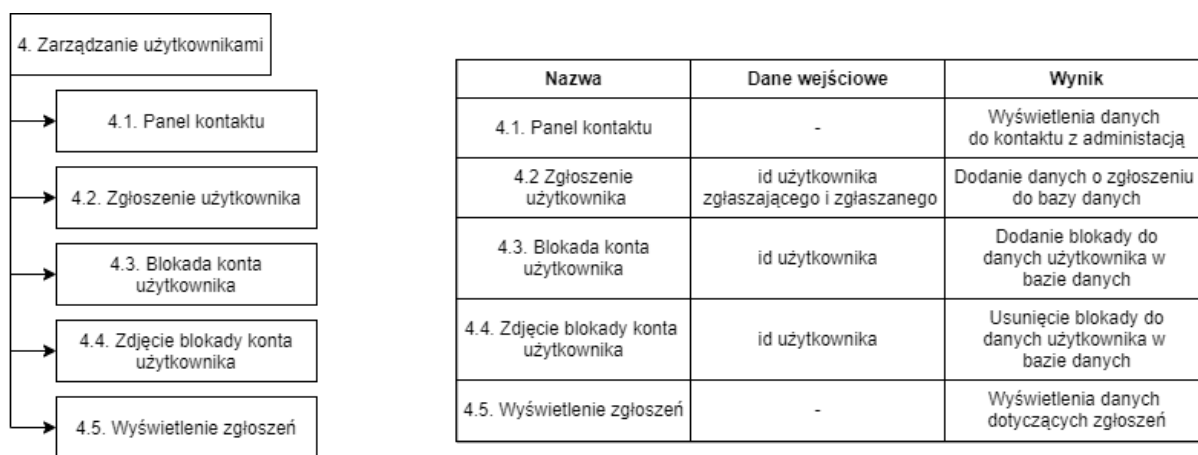 4. Zarządzanie użytkownikami
4.1. Panel kontaktu
4.2. Zgłoszenie użytkownika
4.3. Blokada konta
użytkownika
4.4. Zdjęcie blokady konta
użytkownika
4.5. Wyświetlenie zgłoszeń
Nazwa
Dane wejściowe
Wynik
4.1. Panel kontaktu
-
Wyświetlenia danych
do kontaktu z administacją
4.2 Zgłoszenie
użytkownika
id użytkownika
zgłaszającego i zgłaszanego
Dodanie danych o zgłoszeniu
do bazy danych
4.3. Blokada konta
użytkownika
id użytkownika
Dodanie blokady do
danych użytkownika w
bazie danych
4.4. Zdjęcie blokady konta
użytkownika
id użytkownika
Usunięcie blokady do
danych użytkownika w
bazie danych
4.5. Wyświetlenie zgłoszeń
-
Wyświetlenia danych
dotyczących zgłoszeń